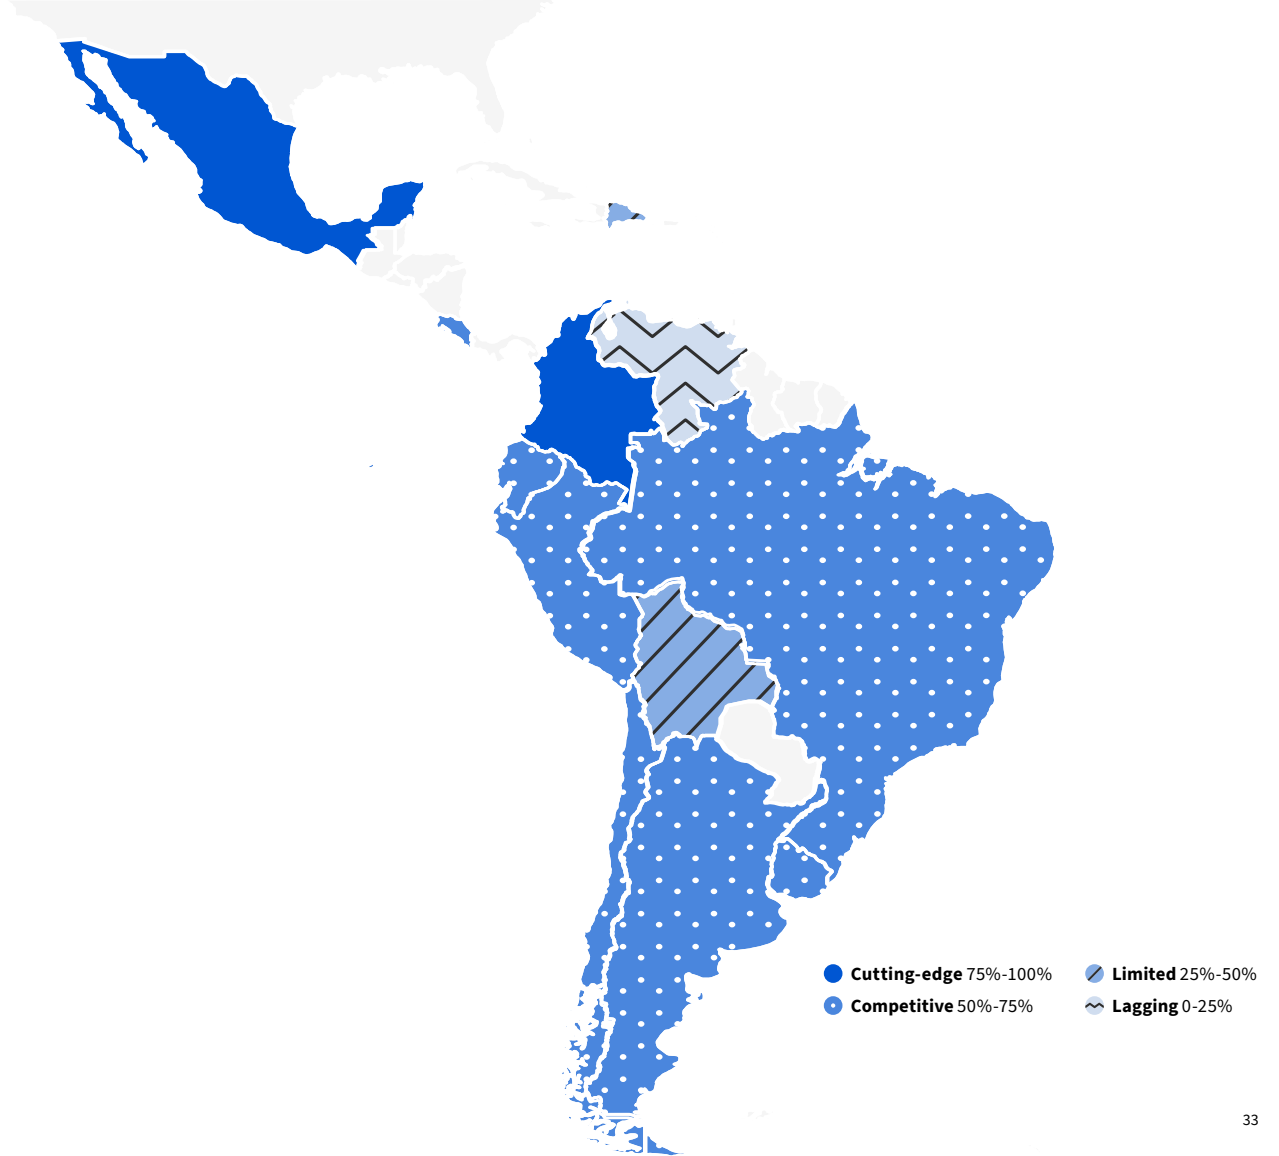 Cutting-edge 75%-100%
Limited 25%-50%
Competitive 50%-75%
Lagging 0-25%
33